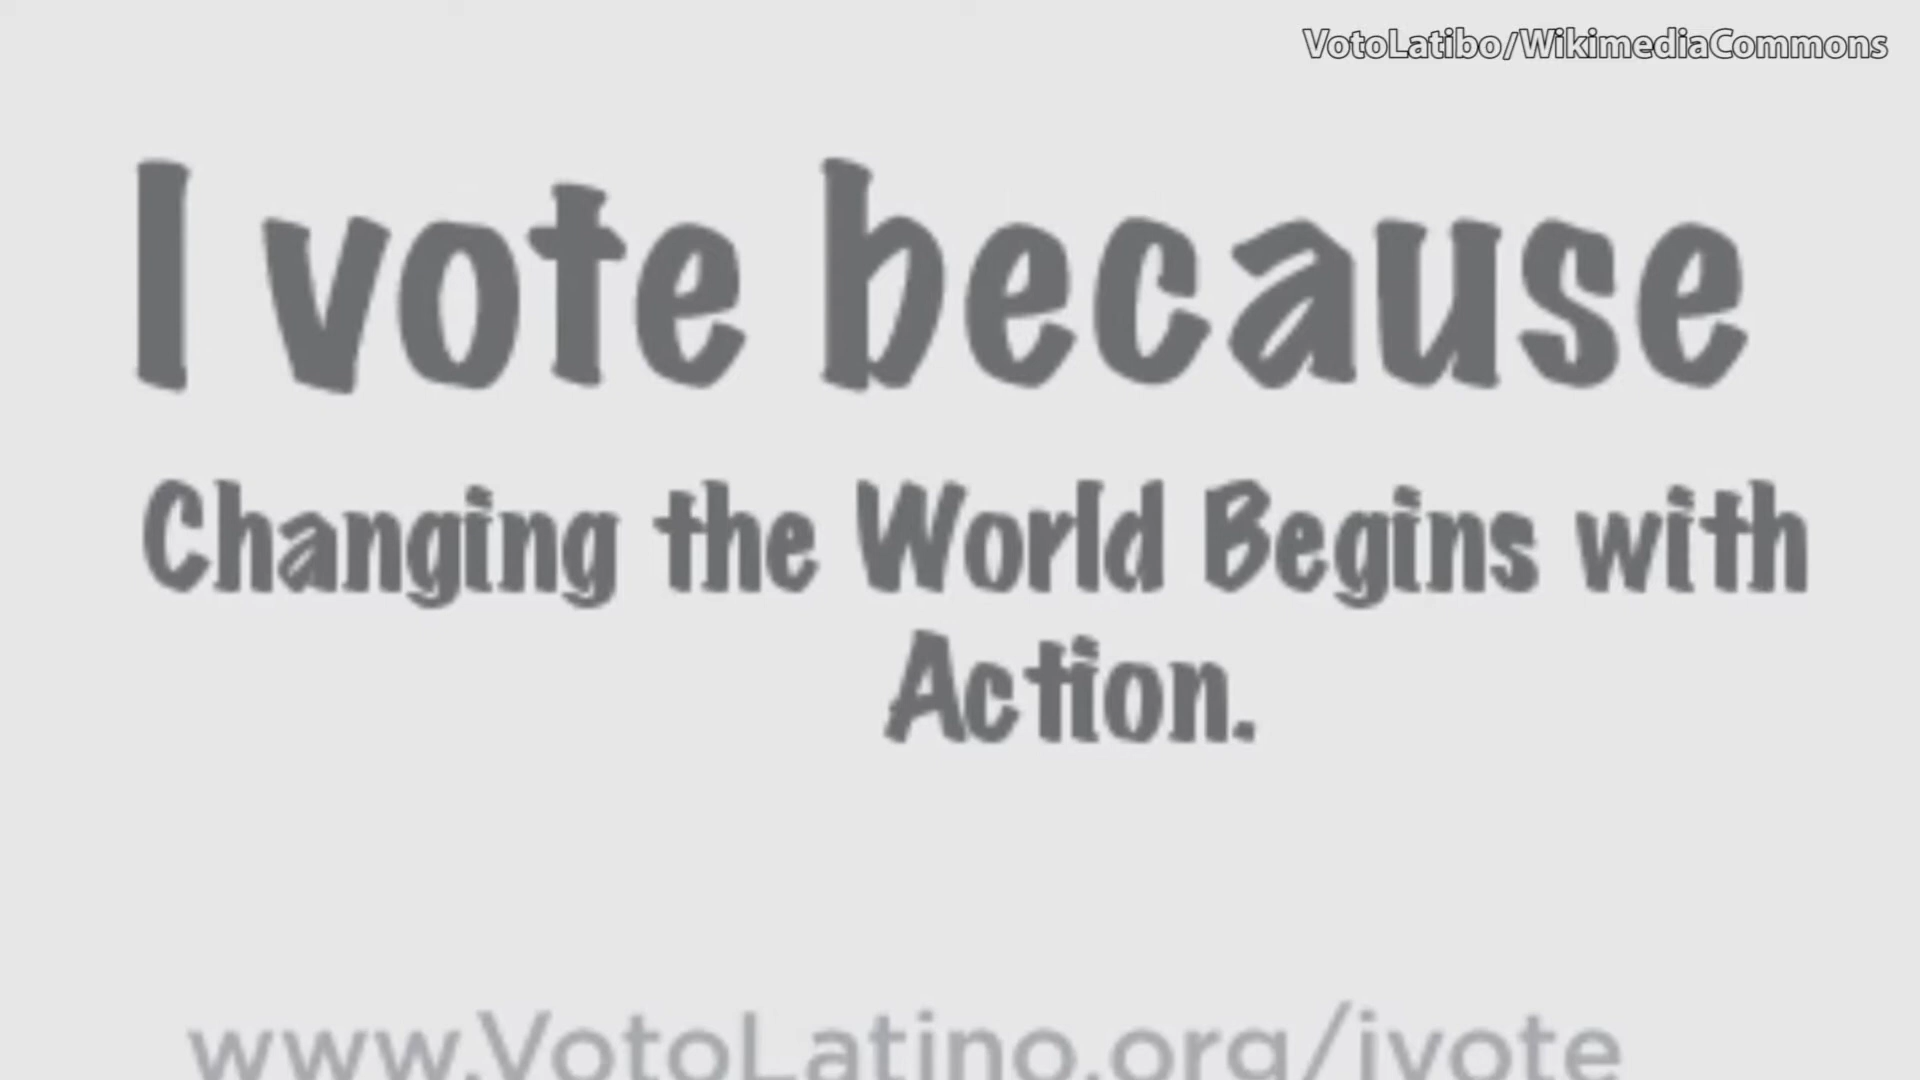 VotoLatibo/WikimediaCommons
I vote because
Changing the World Begins with
Action.
www.VotoLatino.org/ivote